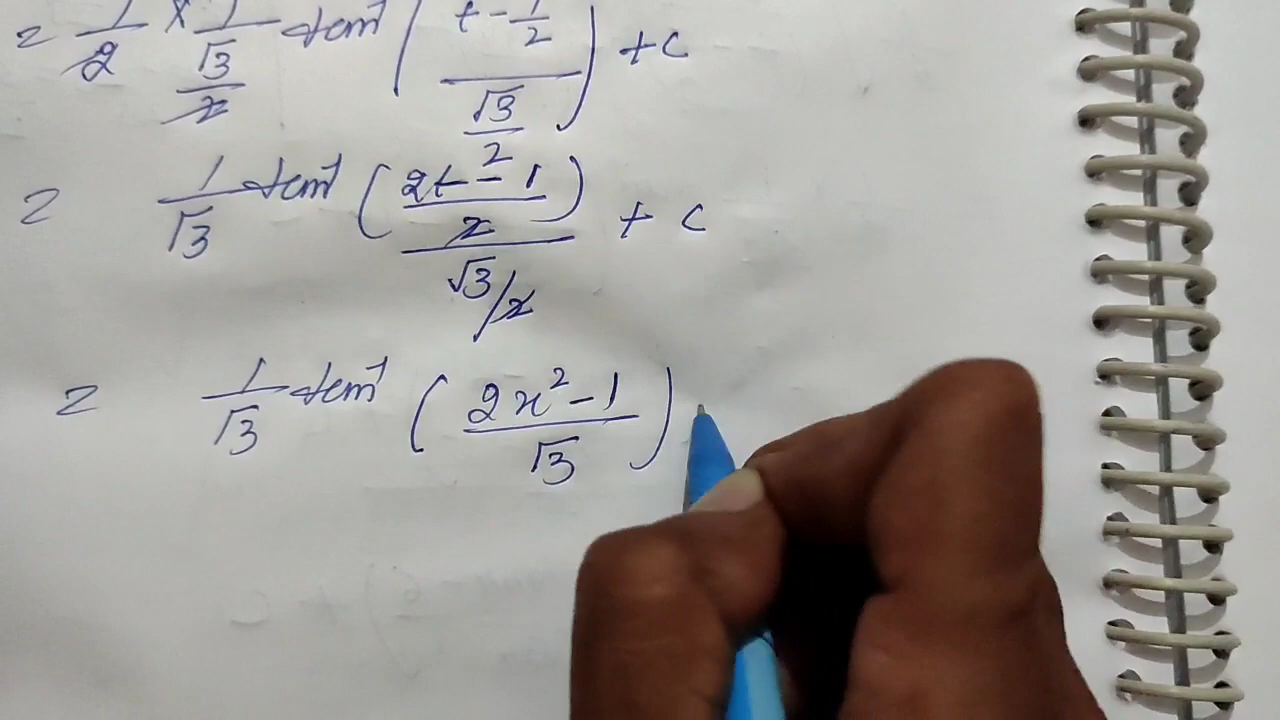 = 1/2 × 1/(√3/2) tan⁻¹ ( (t - 1/2)/(√3/2) ) + c
= 1/√3 tan⁻¹ ( ((2t² - 1)/2)/(√3/2) ) + c
= 1/√3 tan⁻¹ ( (2x² - 1)/√3 )